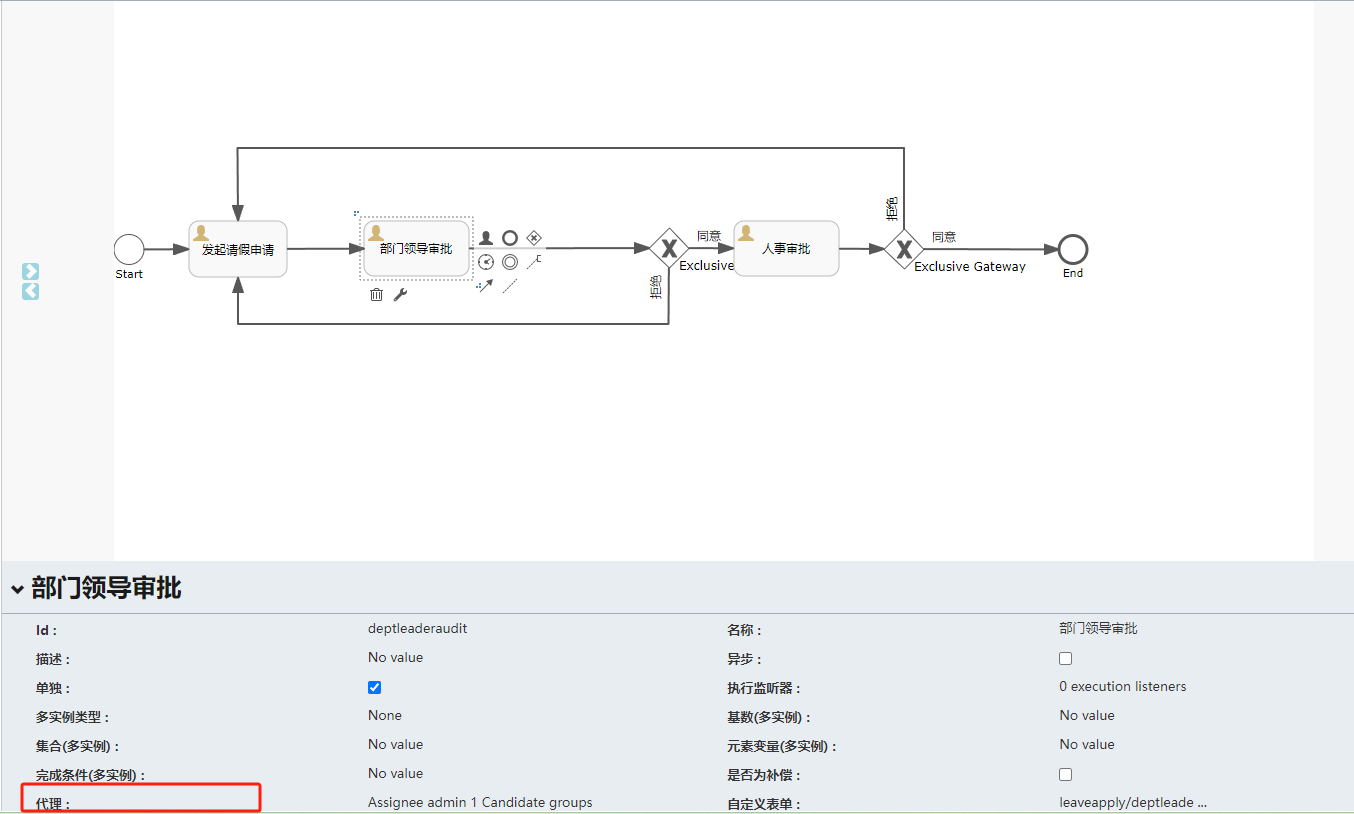 拒绝
同意
同意
发起请假申请
部门领导审批
人事审批
Exclusive
Exclusive Gateway
Start
End
拒绝
部门领导审批
Id :
deptleaderaudit
名称 :
部门领导审批
描述 :
No value
异步 :
单独 :
执行监听器 :
0 execution listeners
多实例类型 :
None
基数(多实例) :
No value
集合(多实例) :
No value
元素变量(多实例) :
No value
完成条件(多实例) :
No value
是否为补偿 :
代理 :
Assignee admin 1 Candidate groups
自定义表单 :
leaveapply/deptleade ...